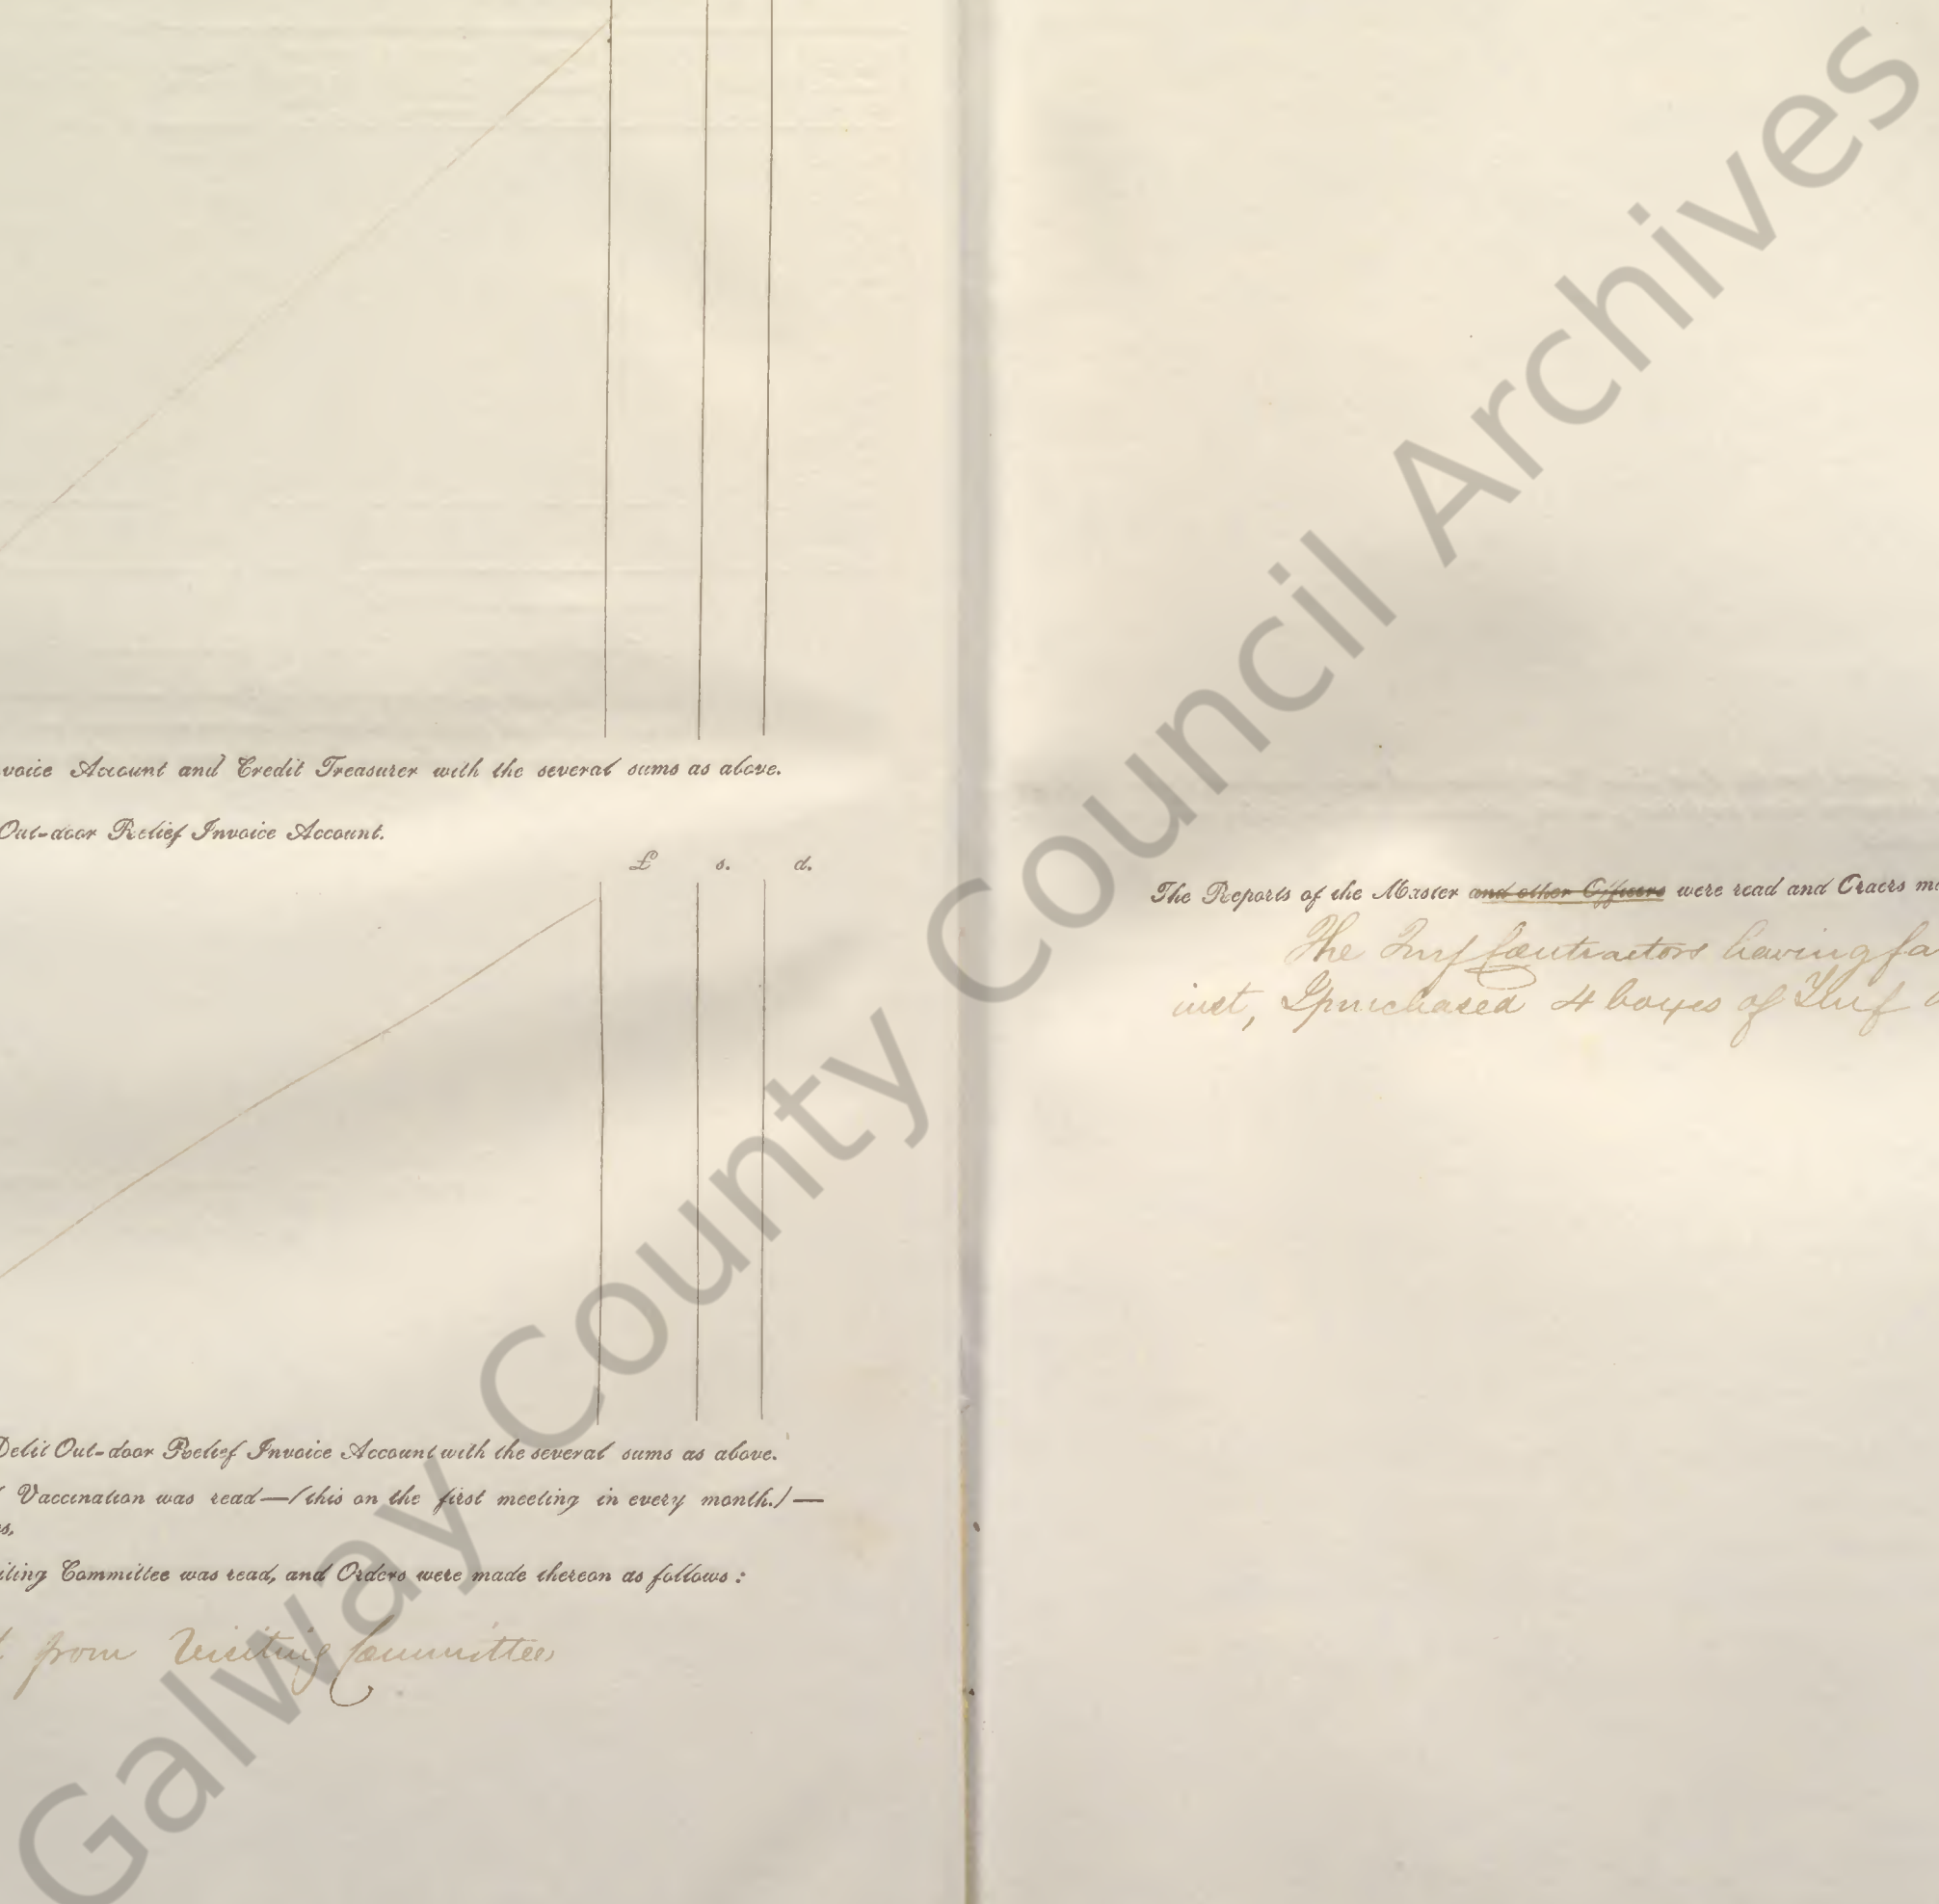 voice Account and Credit Treasurer with the several sums as above.
Out-door Relief Invoice Account.
£ s. d.
Debit Out-door Relief Invoice Account with the several sums as above.
Vaccination was read—(this on the first meeting in every month.)—
iting Committee was read, and Orders were made thereon as follows:
from Visiting Committee
The Reports of the Master and other Officers were read and Orders m
The Turf Contractors having fa
inst, I purchased 4 boxes of Turf
Galway County Council Archives